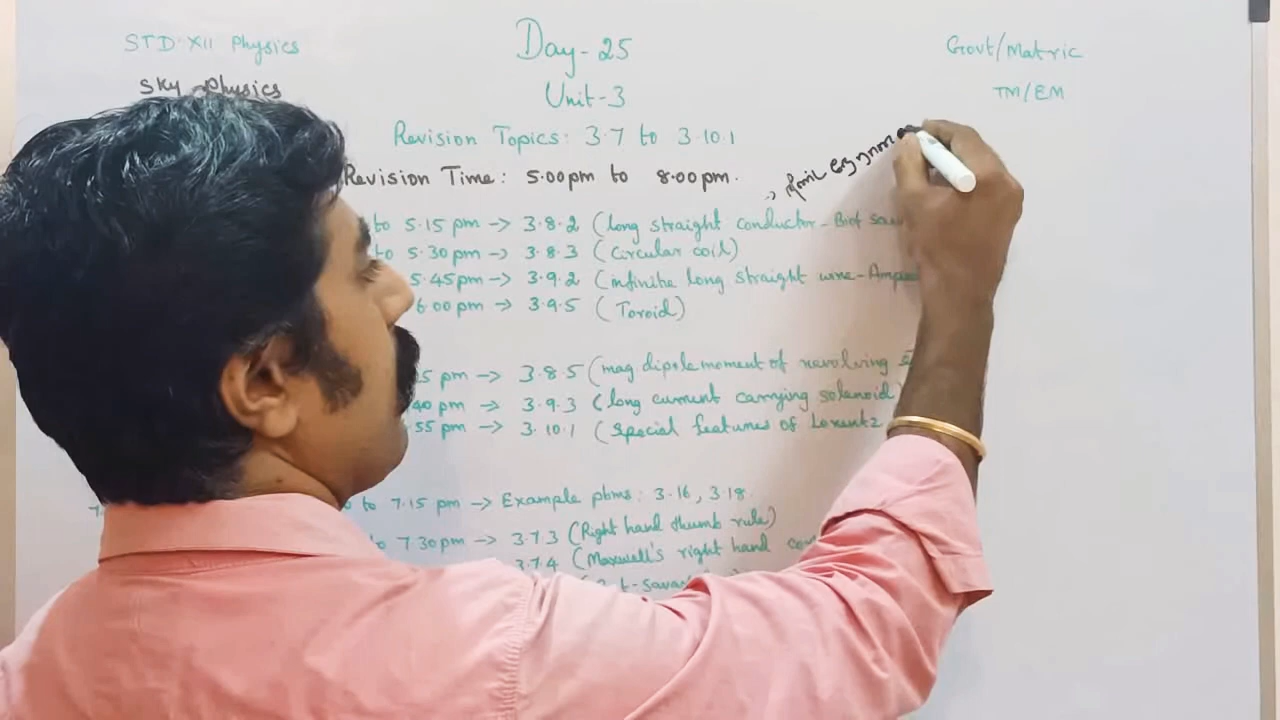 STD-XII Physics
Day-25
Govt/Matric
Sky Physics
Unit-3
TM/EM
Revision Topics: 3.7 to 3.10.1
Revision Time: 5.00pm to 8.00pm.
to 5.15 pm → 3.8.2 (long straight conductor - Biot
to 5.30 pm → 3.8.3 (circular coil)
5.45pm → 3.9.2 (infinite long straight wire -
6.00 pm → 3.9.5 (Toroid)
5 pm → 3.8.5 (mag dipole moment of revolving
40 pm → 3.9.3 (long current carrying solenoid)
.55 pm → 3.10.1 (Special features of Lorentz
to 7.15 pm → Example pbms: 3.16, 3.18
to 7.30pm → 3.7.3 (Right hand thumb rule)
3.7.4 (Maxwell's right hand